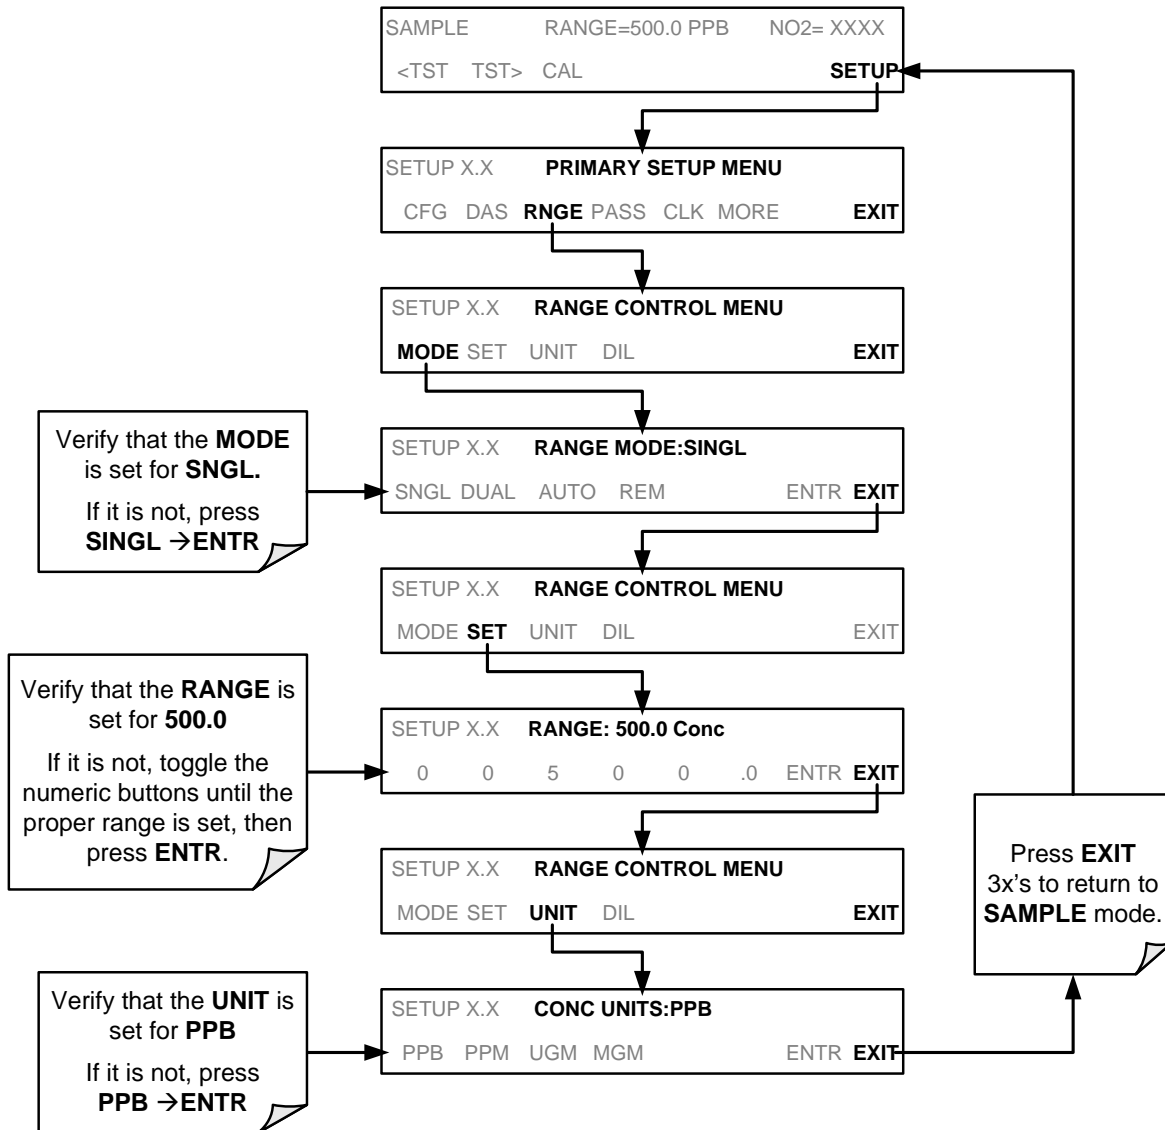 SAMPLE RANGE=500.0 PPB NO2= XXXX
<TST TST> CAL SETUP
SETUP X.X PRIMARY SETUP MENU
CFG DAS RNGE PASS CLK MORE EXIT
SETUP X.X RANGE CONTROL MENU
MODE SET UNIT DIL EXIT
Verify that the MODE
is set for SNGL.
If it is not, press
SINGL →ENTR
SETUP X.X RANGE MODE:SINGL
SNGL DUAL AUTO REM ENTR EXIT
SETUP X.X RANGE CONTROL MENU
MODE SET UNIT DIL EXIT
Verify that the RANGE is
set for 500.0
If it is not, toggle the
numeric buttons until the
proper range is set, then
press ENTR.
SETUP X.X RANGE: 500.0 Conc
0 0 5 0 0 .0 ENTR EXIT
SETUP X.X RANGE CONTROL MENU
MODE SET UNIT DIL EXIT
Verify that the UNIT is
set for PPB
If it is not, press
PPB →ENTR
SETUP X.X CONC UNITS:PPB
PPB PPM UGM MGM ENTR EXIT
Press EXIT
3x's to return to
SAMPLE mode.